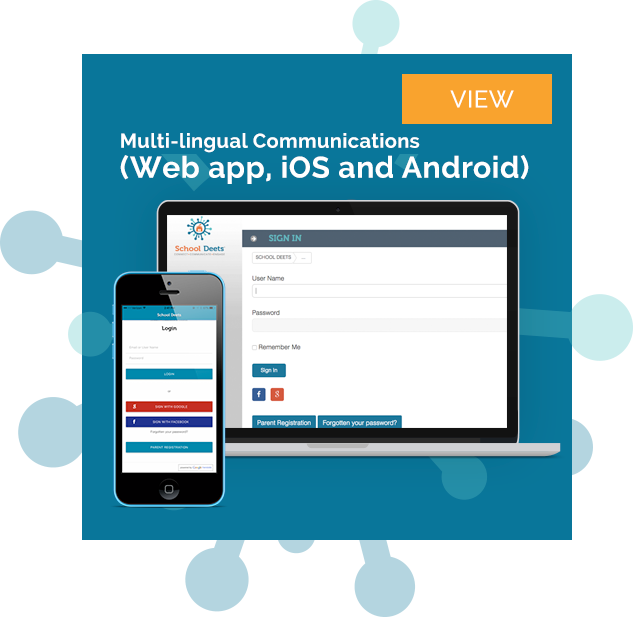 VIEW
Multi-lingual Communications
(Web app, iOS and Android)
School Deets
SIGN IN
SCHOOL DEETS
...
User Name
Password
Remember Me
Sign in
f
g
Parent Registration
Forgotten your password?
School Deets
Login
Password
LOGIN
or
g SIGN WITH GOOGLE
f SIGN WITH FACEBOOK
Forgotten your password?
PARENT REGISTRATION